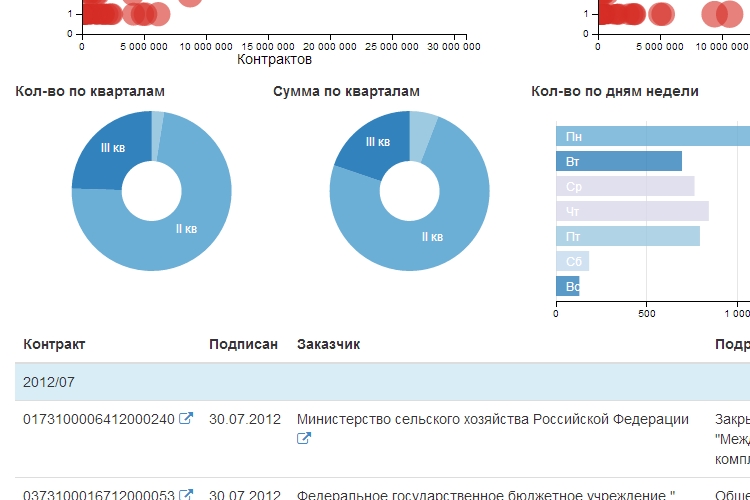 1
0
0
5 000 000
10 000 000
15 000 000
20 000 000
25 000 000
30 000 000
Контрактов
1
0
0
5 000 000
10 000 000
Кол-во по кварталам
Сумма по кварталам
Кол-во по дням недели
III кв
II кв
III кв
II кв
Пн
Вт
Ср
Чт
Пт
Сб
Вс
0
500
1 000
Контракт Подписан Заказчик Подр
2012/07
0173100006412000240 30.07.2012 Министерство сельского хозяйства Российской Федерации Закры
"Межд
компл
0373100016712000053 30.07.2012 Федеральное государственное бюджетное учреждение " Обще